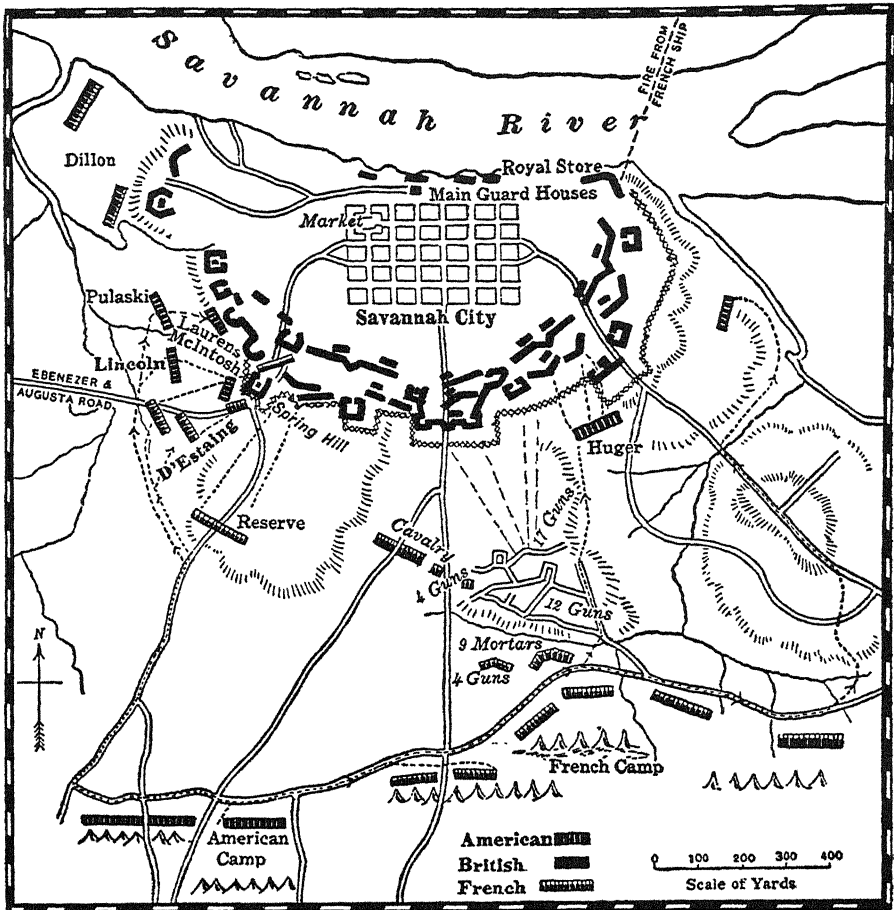 Savannah River
FIRE FROM
FRENCH SHIP
Dillon
Royal Store
Main Guard Houses
Market
Savannah City
Pulaski
Laurens
McIntosh
Lincoln
EBENEZER &
AUGUSTA ROAD
D'Estaing
Spring Hill
Huger
Reserve
Cavalry
17 Guns
4 Guns
12 Guns
9 Mortars
4 Guns
N
French Camp
American
Camp
American
British
French
0 100 200 300 400
Scale of Yards